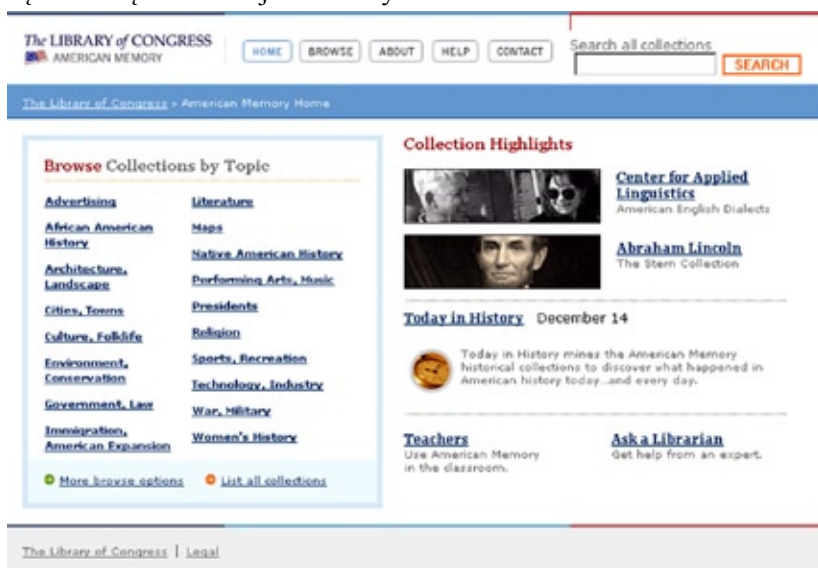 The LIBRARY of CONGRESS
AMERICAN MEMORY
HOME BROWSE ABOUT HELP CONTACT
Search all collections
SEARCH
The Library of Congress > American Memory Home
Browse Collections by Topic
Advertising
African American
History
Architecture,
Landscape
Cities, Towns
Culture, Folklife
Environment,
Conservation
Government, Law
Immigration,
American Expansion
Literature
Maps
Native American History
Performing Arts, Music
Presidents
Religion
Sports, Recreation
Technology, Industry
War, Military
Women's History
More browse options List all collections
Collection Highlights
Center for Applied
Linguistics
American English Dialects
Abraham Lincoln
The Stern Collection
Today in History December 14
Today in History mines the American Memory
historical collections to discover what happened in
American history today...and every day.
Teachers
Use American Memory
in the classroom.
Ask a Librarian
Get help from an expert.
The Library of Congress | Legal